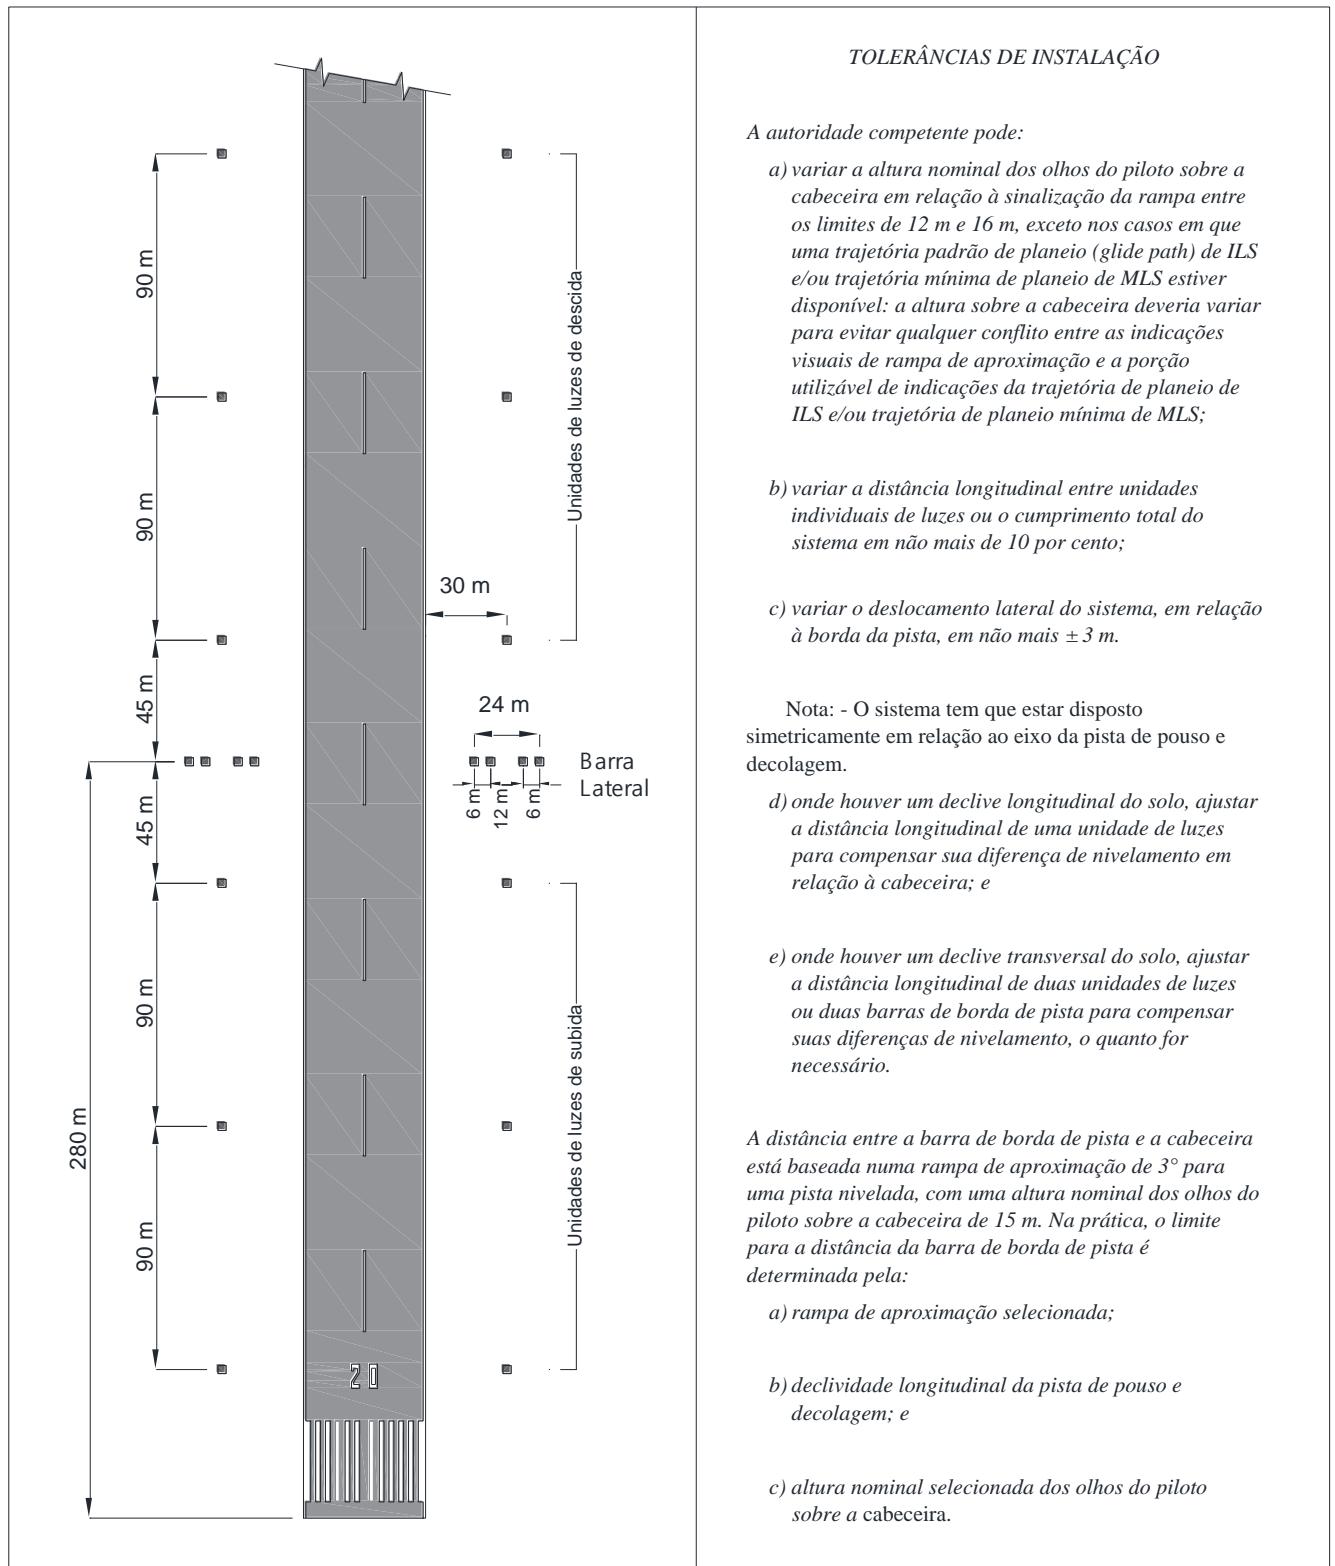 90 m
90 m
45 m
45 m
90 m
90 m
280 m
30 m
24 m
6 m
12 m
6 m
Barra
Lateral
Unidades de luzes de descida
Unidades de luzes de subida
20
TOLERÂNCIAS DE INSTALAÇÃO
A autoridade competente pode:
a) variar a altura nominal dos olhos do piloto sobre a
cabeceira em relação à sinalização da rampa entre
os limites de 12 m e 16 m, exceto nos casos em que
uma trajetória padrão de planeio (glide path) de ILS
e/ou trajetória mínima de planeio de MLS estiver
disponível: a altura sobre a cabeceira deveria variar
para evitar qualquer conflito entre as indicações
visuais de rampa de aproximação e a porção
utilizável de indicações da trajetória de planeio de
ILS e/ou trajetória de planeio mínima de MLS;
b) variar a distância longitudinal entre unidades
individuais de luzes ou o cumprimento total do
sistema em não mais de 10 por cento;
c) variar o deslocamento lateral do sistema, em relação
à borda da pista, em não mais ± 3 m.
Nota: - O sistema tem que estar disposto
simetricamente em relação ao eixo da pista de pouso e
decolagem.
d) onde houver um declive longitudinal do solo, ajustar
a distância longitudinal de uma unidade de luzes
para compensar sua diferença de nivelamento em
relação à cabeceira; e
e) onde houver um declive transversal do solo, ajustar
a distância longitudinal de duas unidades de luzes
ou duas barras de borda de pista para compensar
suas diferenças de nivelamento, o quanto for
necessário.
A distância entre a barra de borda de pista e a cabeceira
está baseada numa rampa de aproximação de 3° para
uma pista nivelada, com uma altura nominal dos olhos do
piloto sobre a cabeceira de 15 m. Na prática, o limite
para a distância da barra de borda de pista é
determinada pela:
a) rampa de aproximação selecionada;
b) declividade longitudinal da pista de pouso e
decolagem; e
c) altura nominal selecionada dos olhos do piloto
sobre a cabeceira.